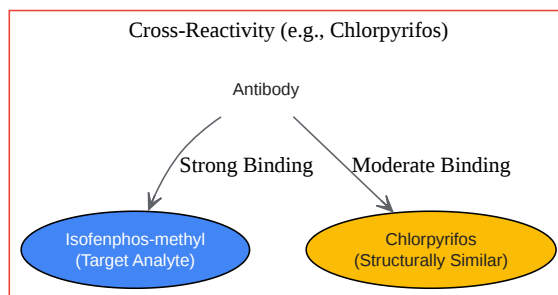 Cross-Reactivity (e.g., Chlorpyrifos)
Antibody
Strong Binding
Moderate Binding
Isofenphos-methyl
(Target Analyte)
Chlorpyrifos
(Structurally Similar)